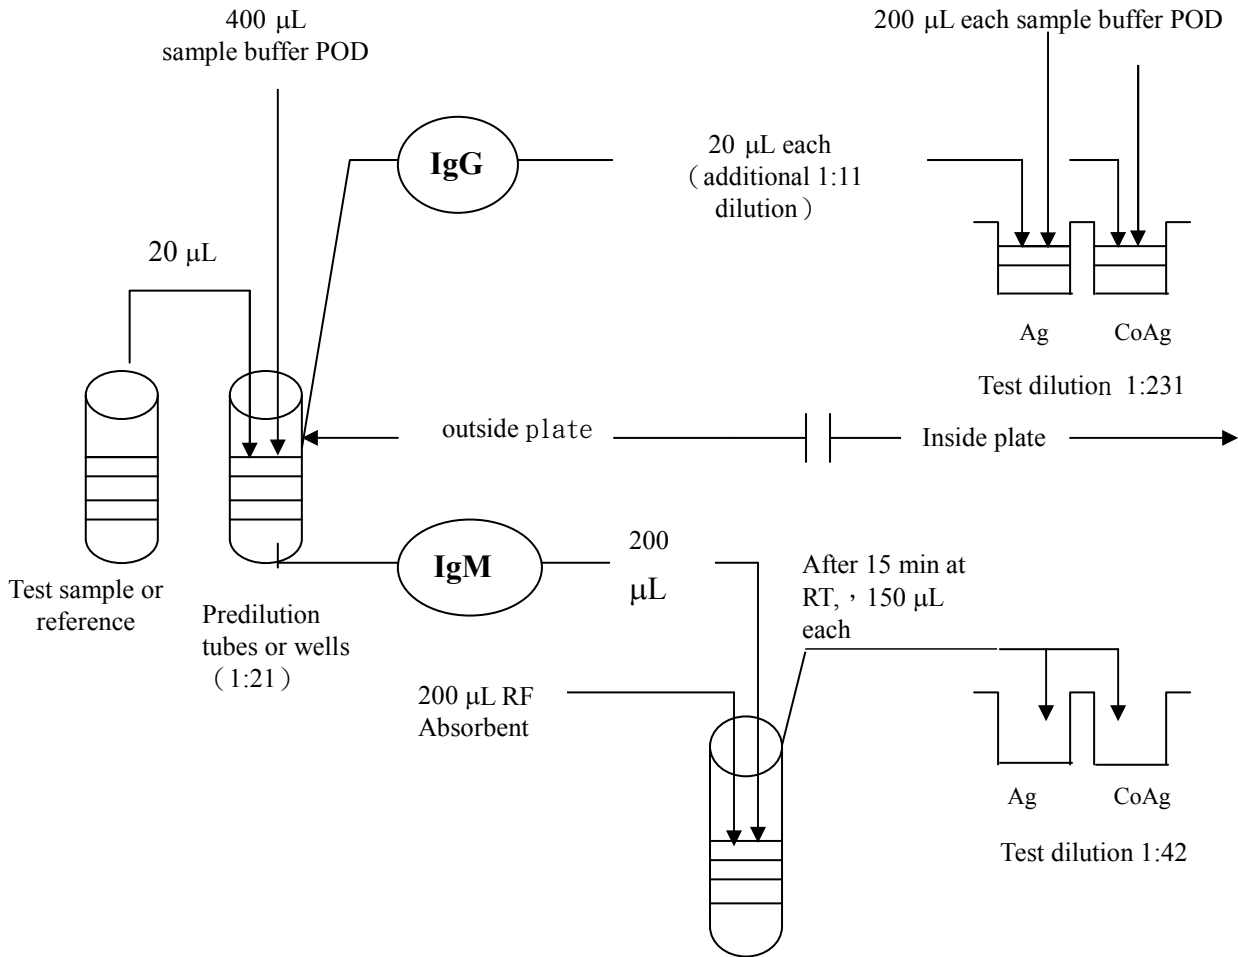 400 μL
sample buffer POD
200 μL each sample buffer POD
IgG
20 μL each
（additional 1:11
dilution）
20 μL
Ag
CoAg
Test dilution 1:231
outside plate
Inside plate
Test sample or
reference
Predilution
tubes or wells
（1:21）
IgM
200
μL
After 15 min at
RT,，150 μL
each
200 μL RF
Absorbent
Ag
CoAg
Test dilution 1:42